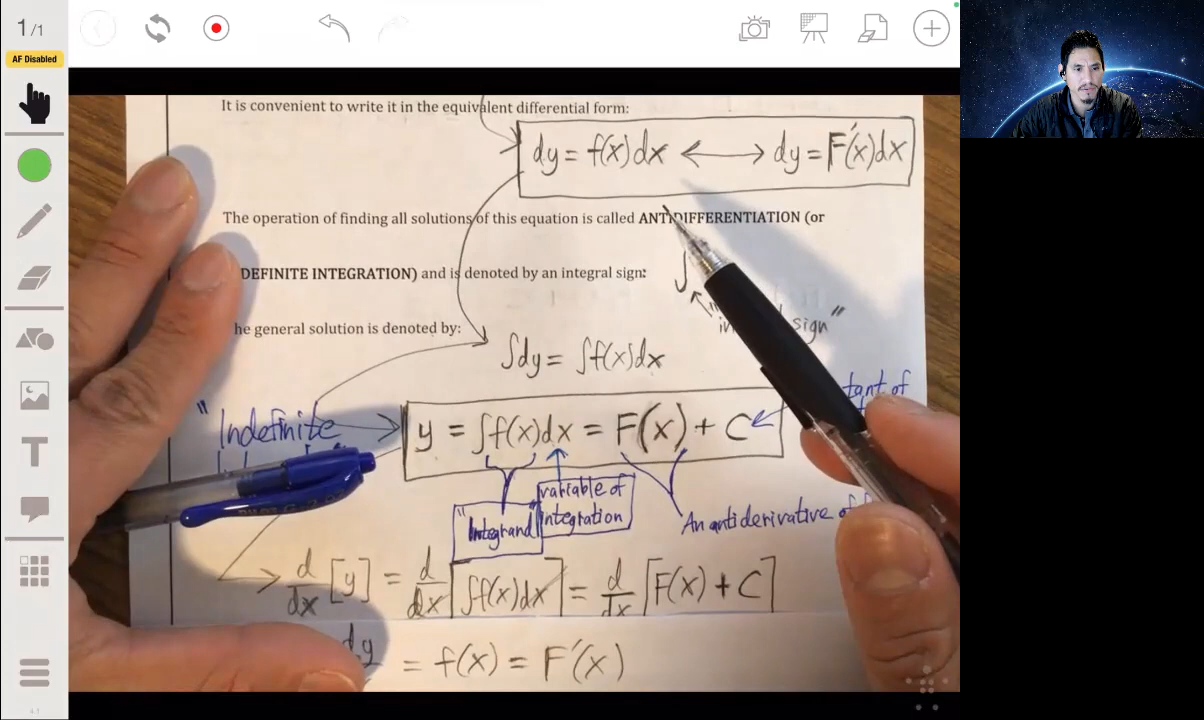 1/1
AF Disabled
It is convenient to write it in the equivalent differential form:
dy = f(x)dx ⟷ dy = F'(x)dx
The operation of finding all solutions of this equation is called ANTIDIFFERENTIATION (or
DEFINITE INTEGRATION) and is denoted by an integral sign: ∫
sign"
he general solution is denoted by:
∫dy = ∫f(x)dx
"Indefinite
y = ∫f(x)dx = F(x) + C
of
"Integrand"
variable of
integration
An antiderivative of
d/dx [y] = d/dx [∫f(x)dx] = d/dx [F(x) + C]
dy
= f(x) = F'(x)
T
4.1